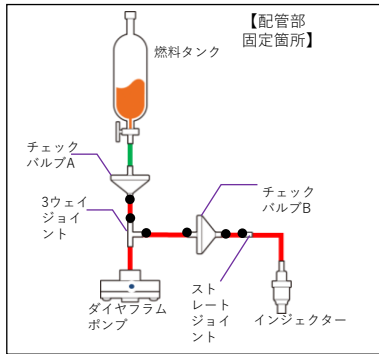 【配管部
固定箇所】
燃料タンク
チェック
バルブA
チェック
バルブB
3ウェイ
ジョイ
ント
ダイヤフラム
ポンプ
スト
レート
ジョイ
ント
インジェクター